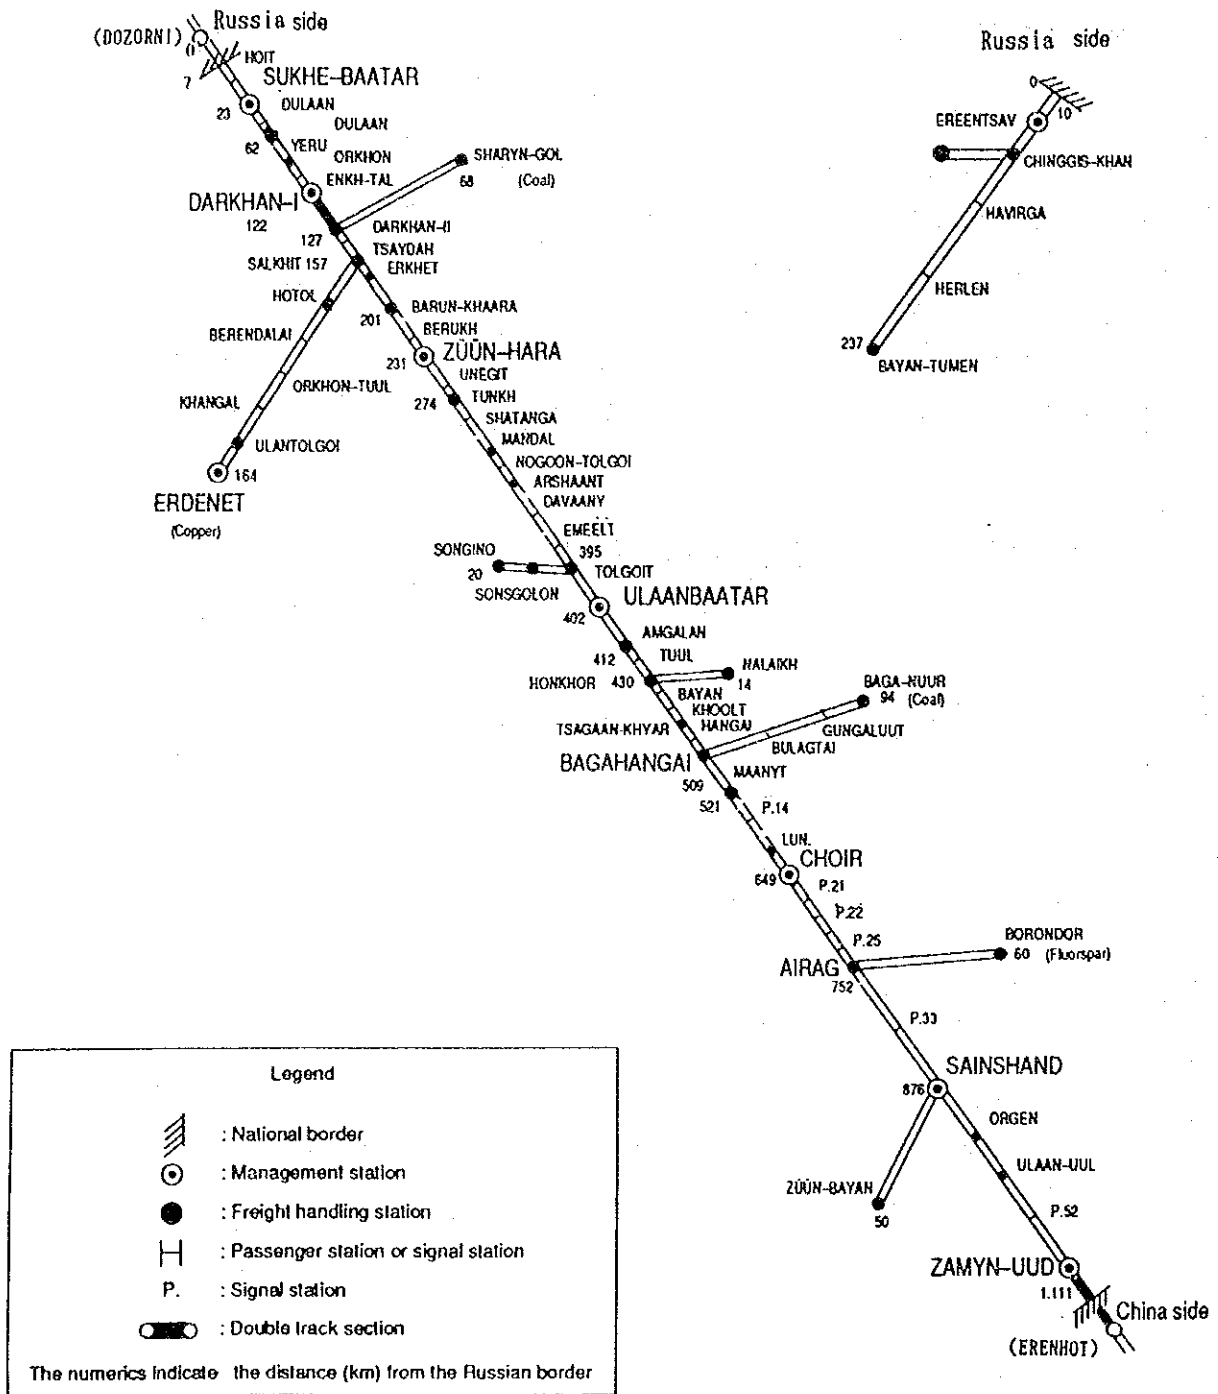 Russia side
(DOZORNI)
0
HOIT
7
SUKHE-BAATAR
23
DULAAN
DULAAN
62
YERU
ORKHON
ENKH-TAL
SHARYN-GOL
68
(Coal)
DARKHAN-I
122
127
DARKHAN-II
TSAYDAH
SALKHIT 157
ERKHET
HOTOL
BARUN-KHAARA
201
BERENDALAI
BERUKH
231
ZÜÜN-HARA
UNEGIT
ORKHON-TUUL
KHANGAL
274
TUNKH
SHATANGA
MANDAL
ULANTOLGOI
NOGOON-TOLGOI
164
ARSHAANT
ERDENET
DAVAANY
(Copper)
EMEELT
SONGINO
395
20
TOLGOIT
SONSGOLON
ULAANBAATAR
402
AMGALAN
412
TUUL
NALAIKH
HONKHOR
430
14
BAYAN
BAGA-NUUR
94
(Coal)
KHOOLT
TSAGAAN-KHYAR
HANGAI
GUNGALUUT
BULAGTAI
BAGAHANGAI
MAANYT
509
521
P.14
LUN.
CHOIR
649
P.21
P.22
P.25
BORONDOR
60
(Fluorspar)
AIRAG
752
P.33
SAINSHAND
876
ORGEN
ULAAN-UUL
ZÜÜN-BAYAN
50
P.52
ZAMYN-UUD
1.111
China side
(ERENHOT)
Russia side
0
10
EREENTSAV
CHINGGIS-KHAN
HAVIRGA
HERLEN
237
BAYAN-TUMEN
Legend
: National border
: Management station
: Freight handling station
: Passenger station or signal station
P. : Signal station
: Double track section
The numerics indicate the distance (km) from the Russian border